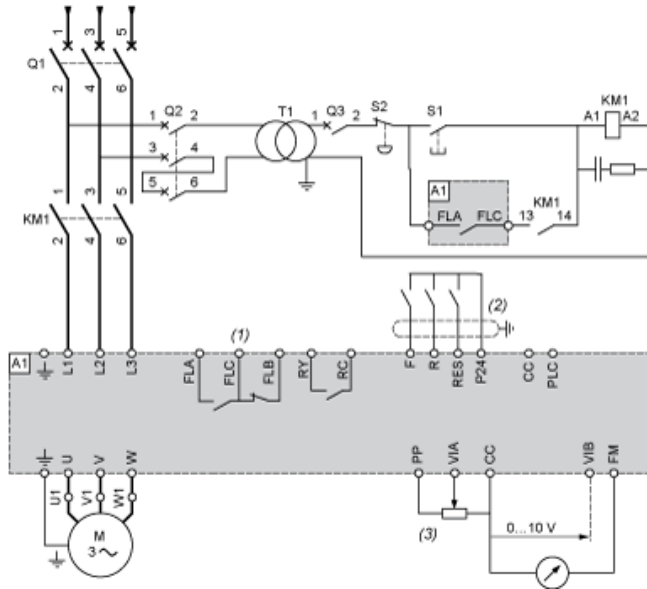 1 3 5
Q1
2 4 6
1 Q2 2
3 4
5 6
T1
1 Q3 2
S2
S1
KM1
A1 A2
A1
FLA FLC
13 KM1 14
1 3 5
KM1
2 4 6
(1)
(2)
A1
L1 L2 L3
FLA FLC FLB RY RC
F R RES P24 CC PLC
U V W
PP VIA CC VIB FM
U1 V1 W1
M
3
(3)
0...10 V